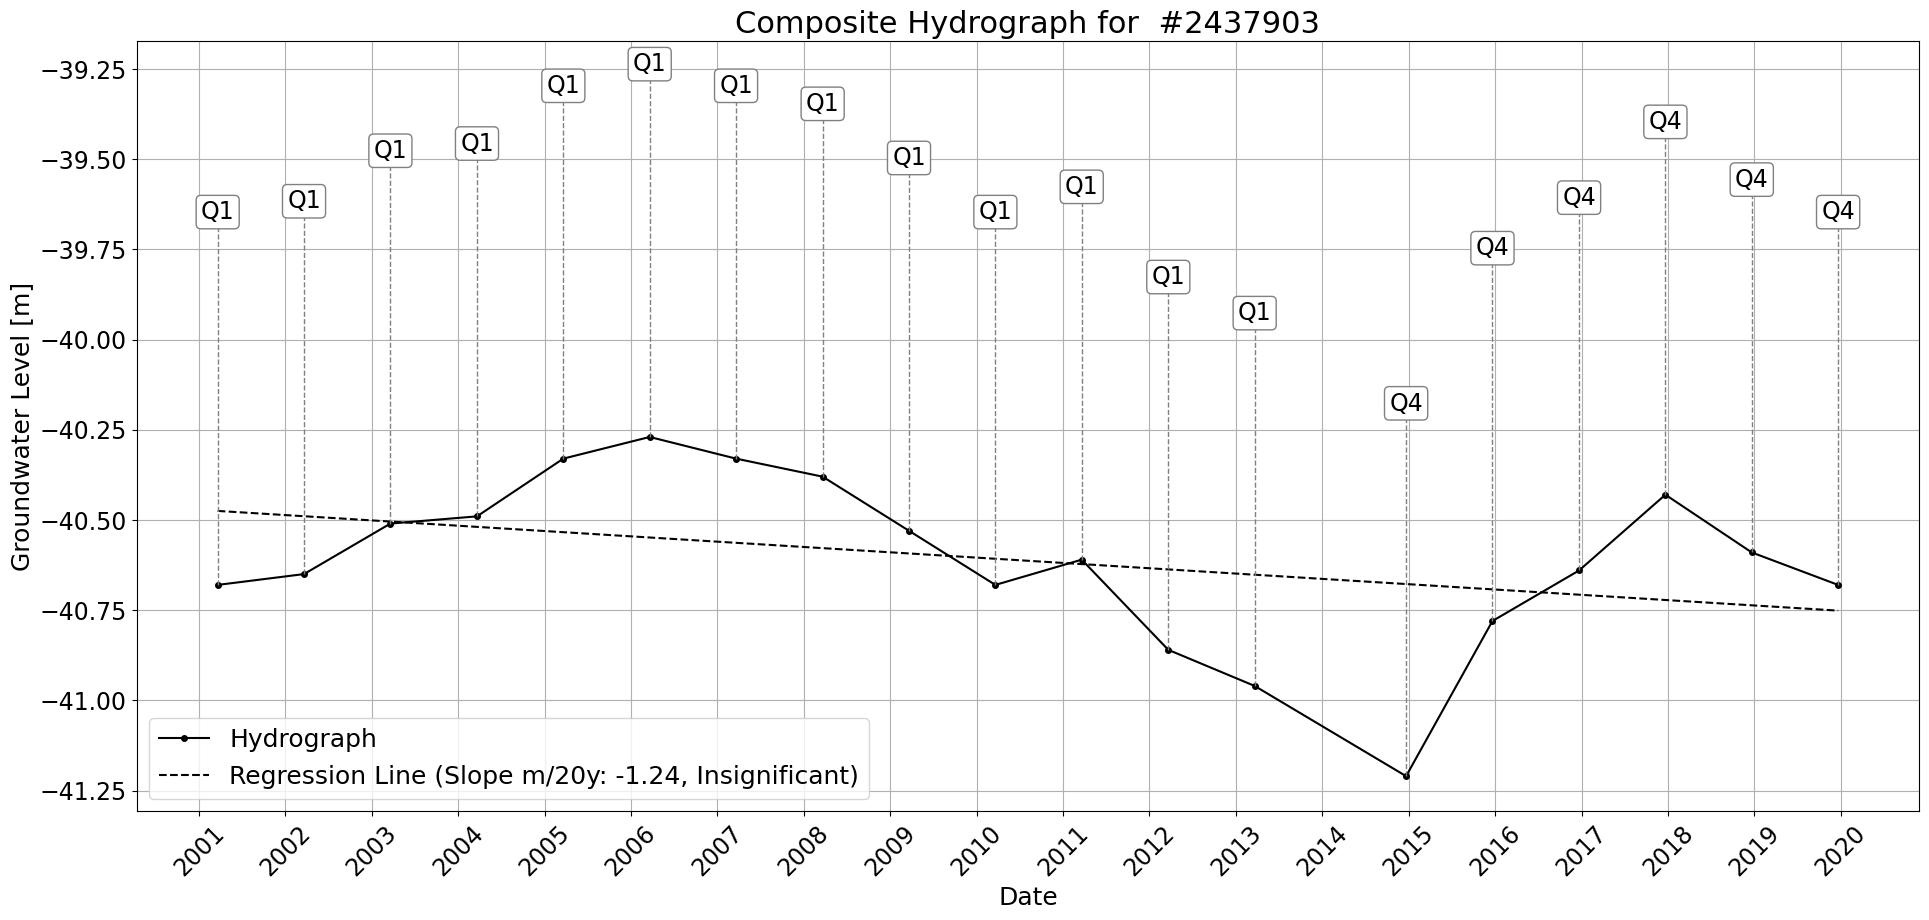 Composite Hydrograph for  #2437903
Groundwater Level [m]
−39.25
−39.50
−39.75
−40.00
−40.25
−40.50
−40.75
−41.00
−41.25
Q1
Q1
Q1
Q1
Q1
Q1
Q1
Q1
Q1
Q1
Q1
Q1
Q1
Q4
Q4
Q4
Q4
Q4
Q4
Hydrograph
Regression Line (Slope m/20y: -1.24, Insignificant)
2001
2002
2003
2004
2005
2006
2007
2008
2009
2010
2011
2012
2013
2014
2015
2016
2017
2018
2019
2020
Date